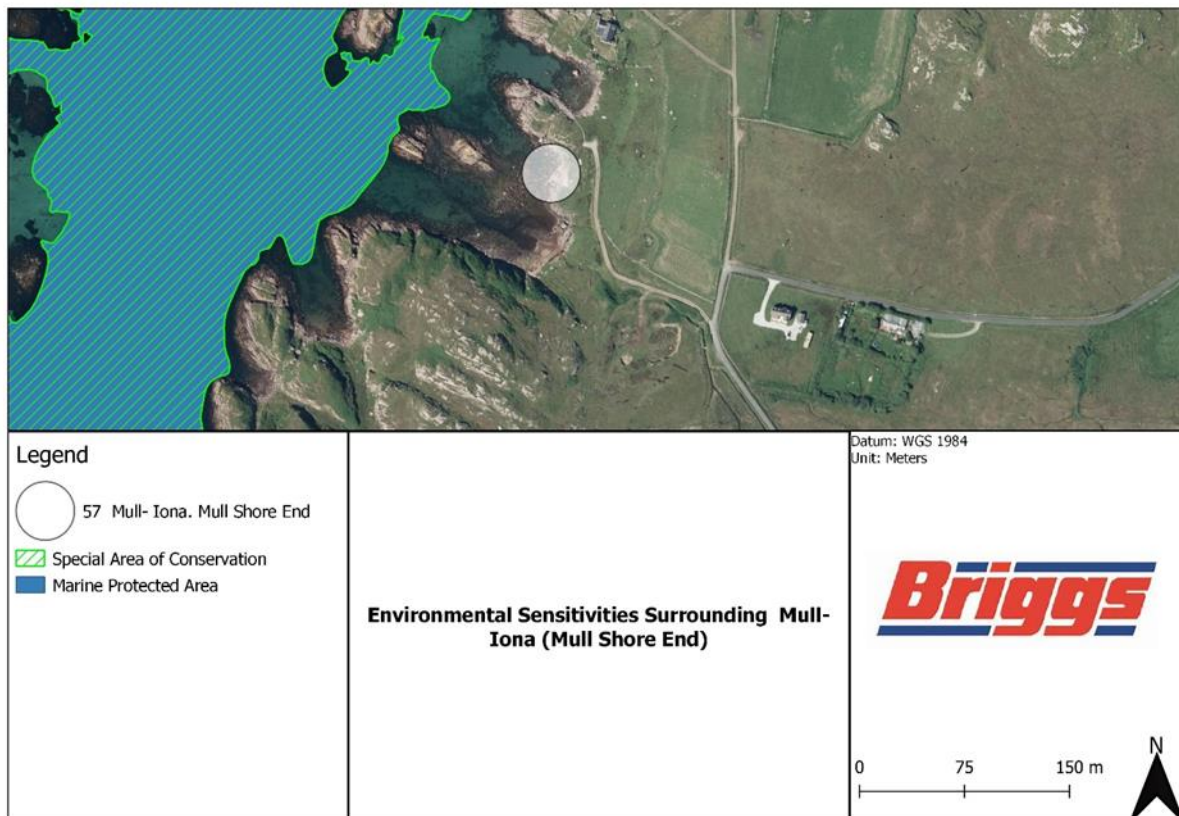 Legend
57 Mull- Iona. Mull Shore End
Special Area of Conservation
Marine Protected Area
Environmental Sensitivities Surrounding Mull-
Iona (Mull Shore End)
Datum: WGS 1984
Unit: Meters
Briggs
N
0 75 150 m